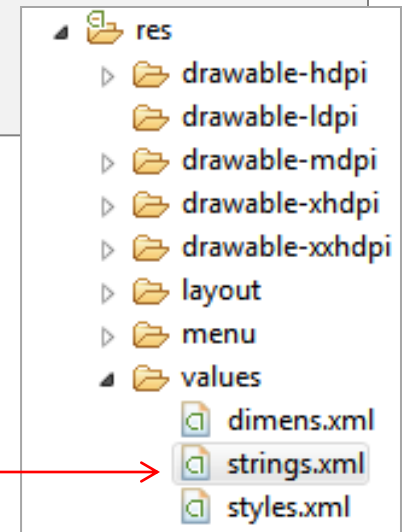 res
drawable-hdpi
drawable-ldpi
drawable-mdpi
drawable-xhdpi
drawable-xxhdpi
layout
menu
values
dimens.xml
strings.xml
styles.xml